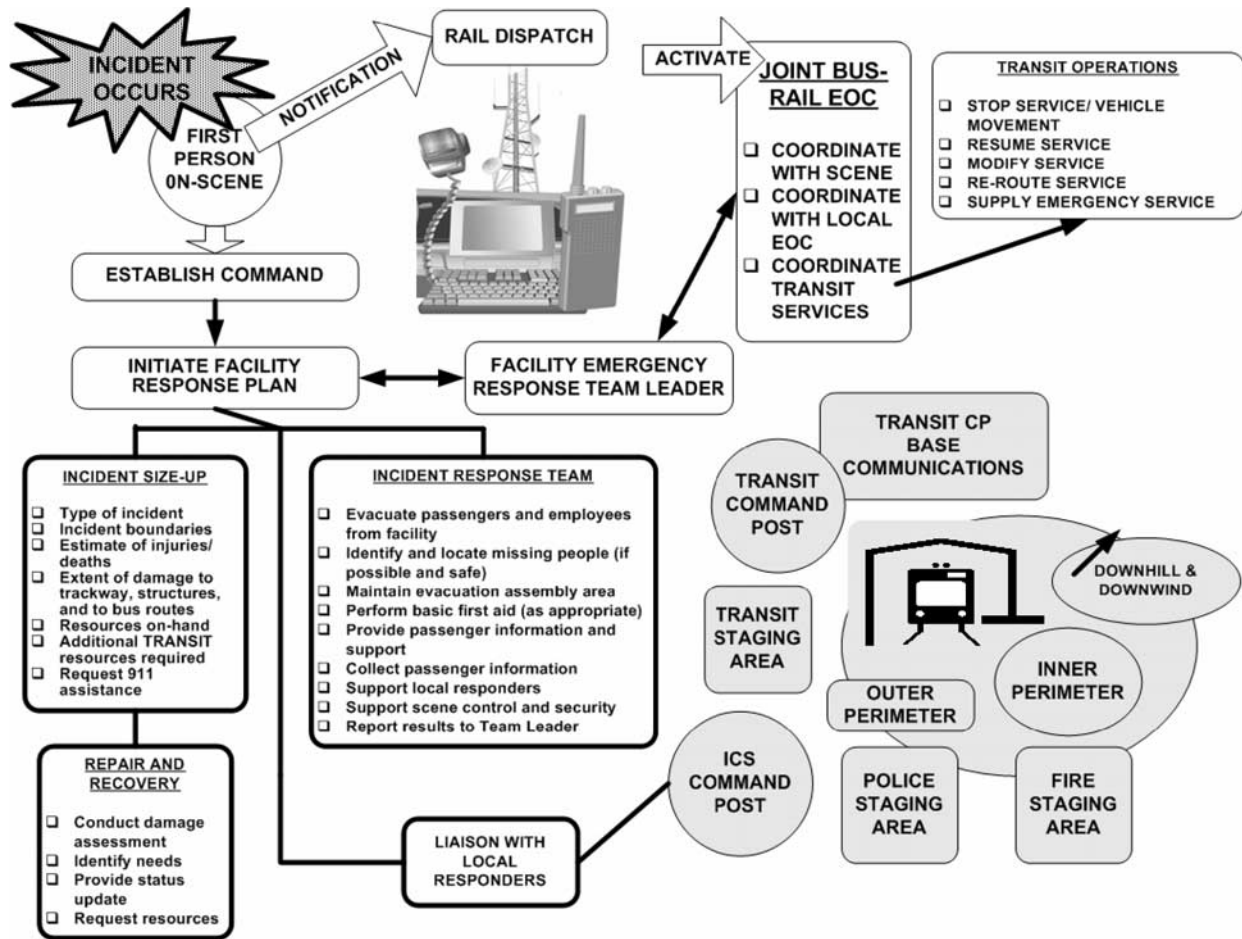 INCIDENT
OCCURS
NOTIFICATION
RAIL DISPATCH
FIRST
PERSON
0N-SCENE
ESTABLISH COMMAND
INITIATE FACILITY
RESPONSE PLAN
FACILITY EMERGENCY
RESPONSE TEAM LEADER
ACTIVATE
JOINT BUS-
RAIL EOC
❑ COORDINATE
WITH SCENE
❑ COORDINATE
WITH LOCAL
EOC
❑ COORDINATE
TRANSIT
SERVICES
TRANSIT OPERATIONS
❑ STOP SERVICE/ VEHICLE
MOVEMENT
❑ RESUME SERVICE
❑ MODIFY SERVICE
❑ RE-ROUTE SERVICE
❑ SUPPLY EMERGENCY SERVICE
INCIDENT SIZE-UP
❑ Type of incident
❑ Incident boundaries
❑ Estimate of injuries/
deaths
❑ Extent of damage to
trackway, structures,
and to bus routes
❑ Resources on-hand
❑ Additional TRANSIT
resources required
❑ Request 911
assistance
INCIDENT RESPONSE TEAM
❑ Evacuate passengers and employees
from facility
❑ Identify and locate missing people (if
possible and safe)
❑ Maintain evacuation assembly area
❑ Perform basic first aid (as appropriate)
❑ Provide passenger information and
support
❑ Collect passenger information
❑ Support local responders
❑ Support scene control and security
❑ Report results to Team Leader
REPAIR AND
RECOVERY
❑ Conduct damage
assessment
❑ Identify needs
❑ Provide status
update
❑ Request resources
LIAISON WITH
LOCAL
RESPONDERS
TRANSIT CP
BASE
COMMUNICATIONS
TRANSIT
COMMAND
POST
DOWNHILL &
DOWNWIND
TRANSIT
STAGING
AREA
INNER
PERIMETER
OUTER
PERIMETER
ICS
COMMAND
POST
POLICE
STAGING
AREA
FIRE
STAGING
AREA